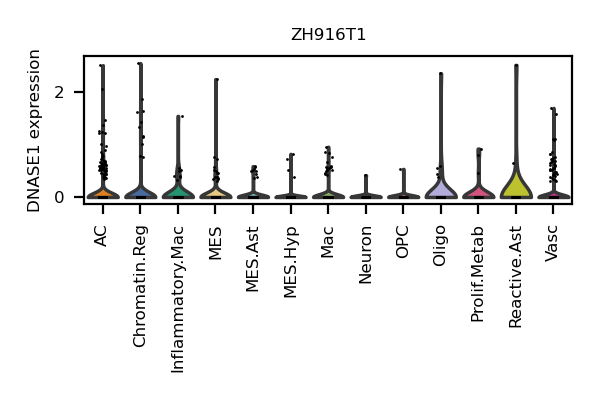 ZH916T1
DNASE1 expression
2
0
AC
Chromatin.Reg
Inflammatory.Mac
MES
MES.Ast
MES.Hyp
Mac
Neuron
OPC
Oligo
Prolif.Metab
Reactive.Ast
Vasc